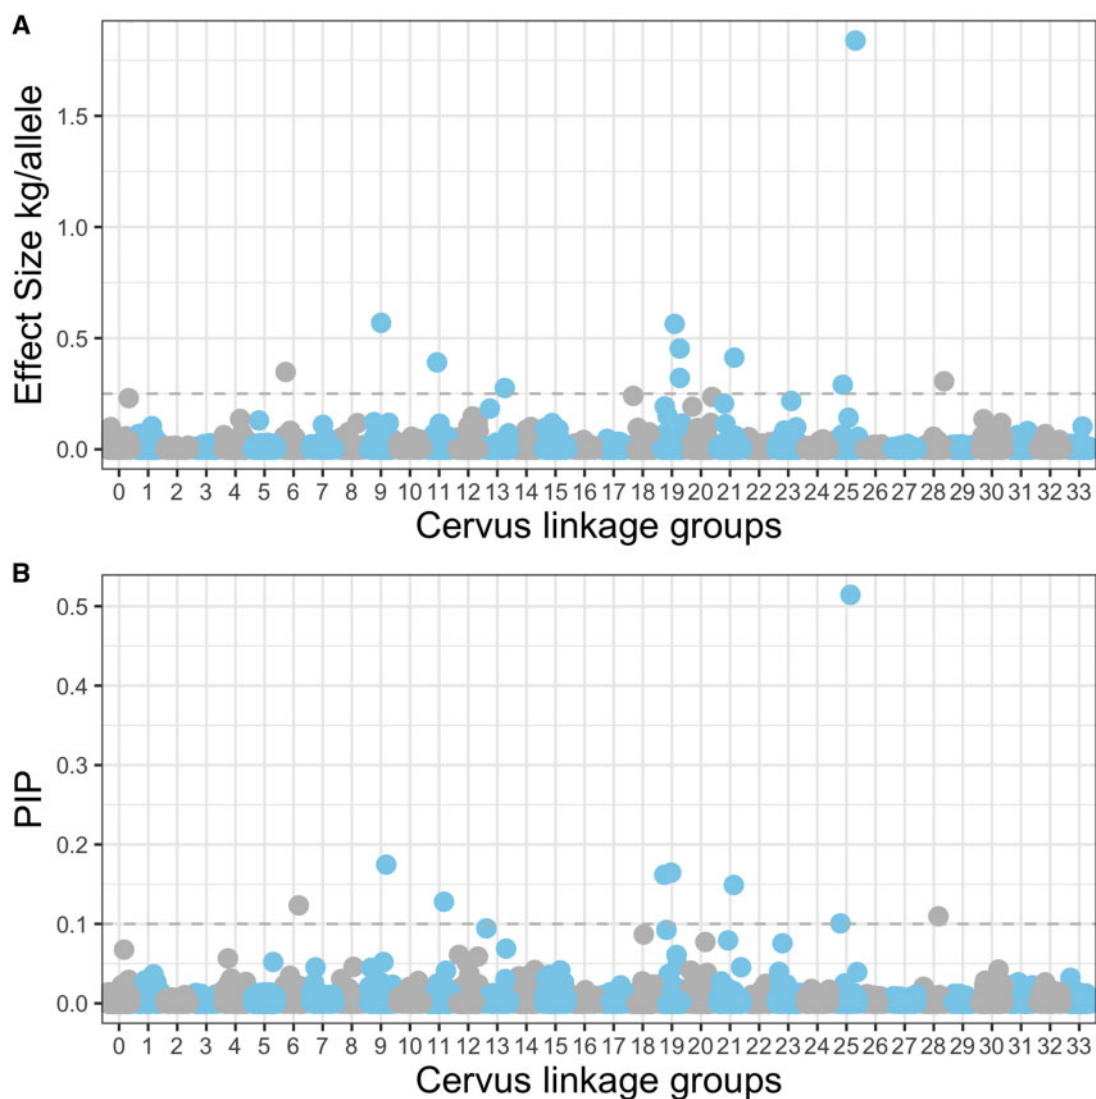 A
Effect Size kg/allele
1.5
1.0
0.5
0.0
0 1 2 3 4 5 6 7 8 9 10 11 12 13 14 15 16 17 18 19 20 21 22 23 24 25 26 27 28 29 30 31 32 33
Cervus linkage groups
B
PIP
0.5
0.4
0.3
0.2
0.1
0.0
0 1 2 3 4 5 6 7 8 9 10 11 12 13 14 15 16 17 18 19 20 21 22 23 24 25 26 27 28 29 30 31 32 33
Cervus linkage groups